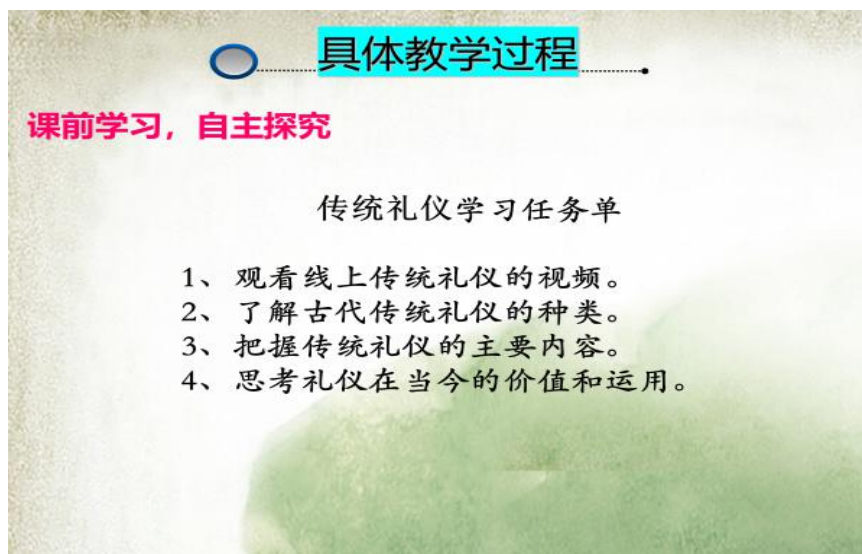 具体教学过程
课前学习，自主探究
传统礼仪学习任务单
1、观看线上传统礼仪的视频。
2、了解古代传统礼仪的种类。
3、把握传统礼仪的主要内容。
4、思考礼仪在当今的价值和运用。